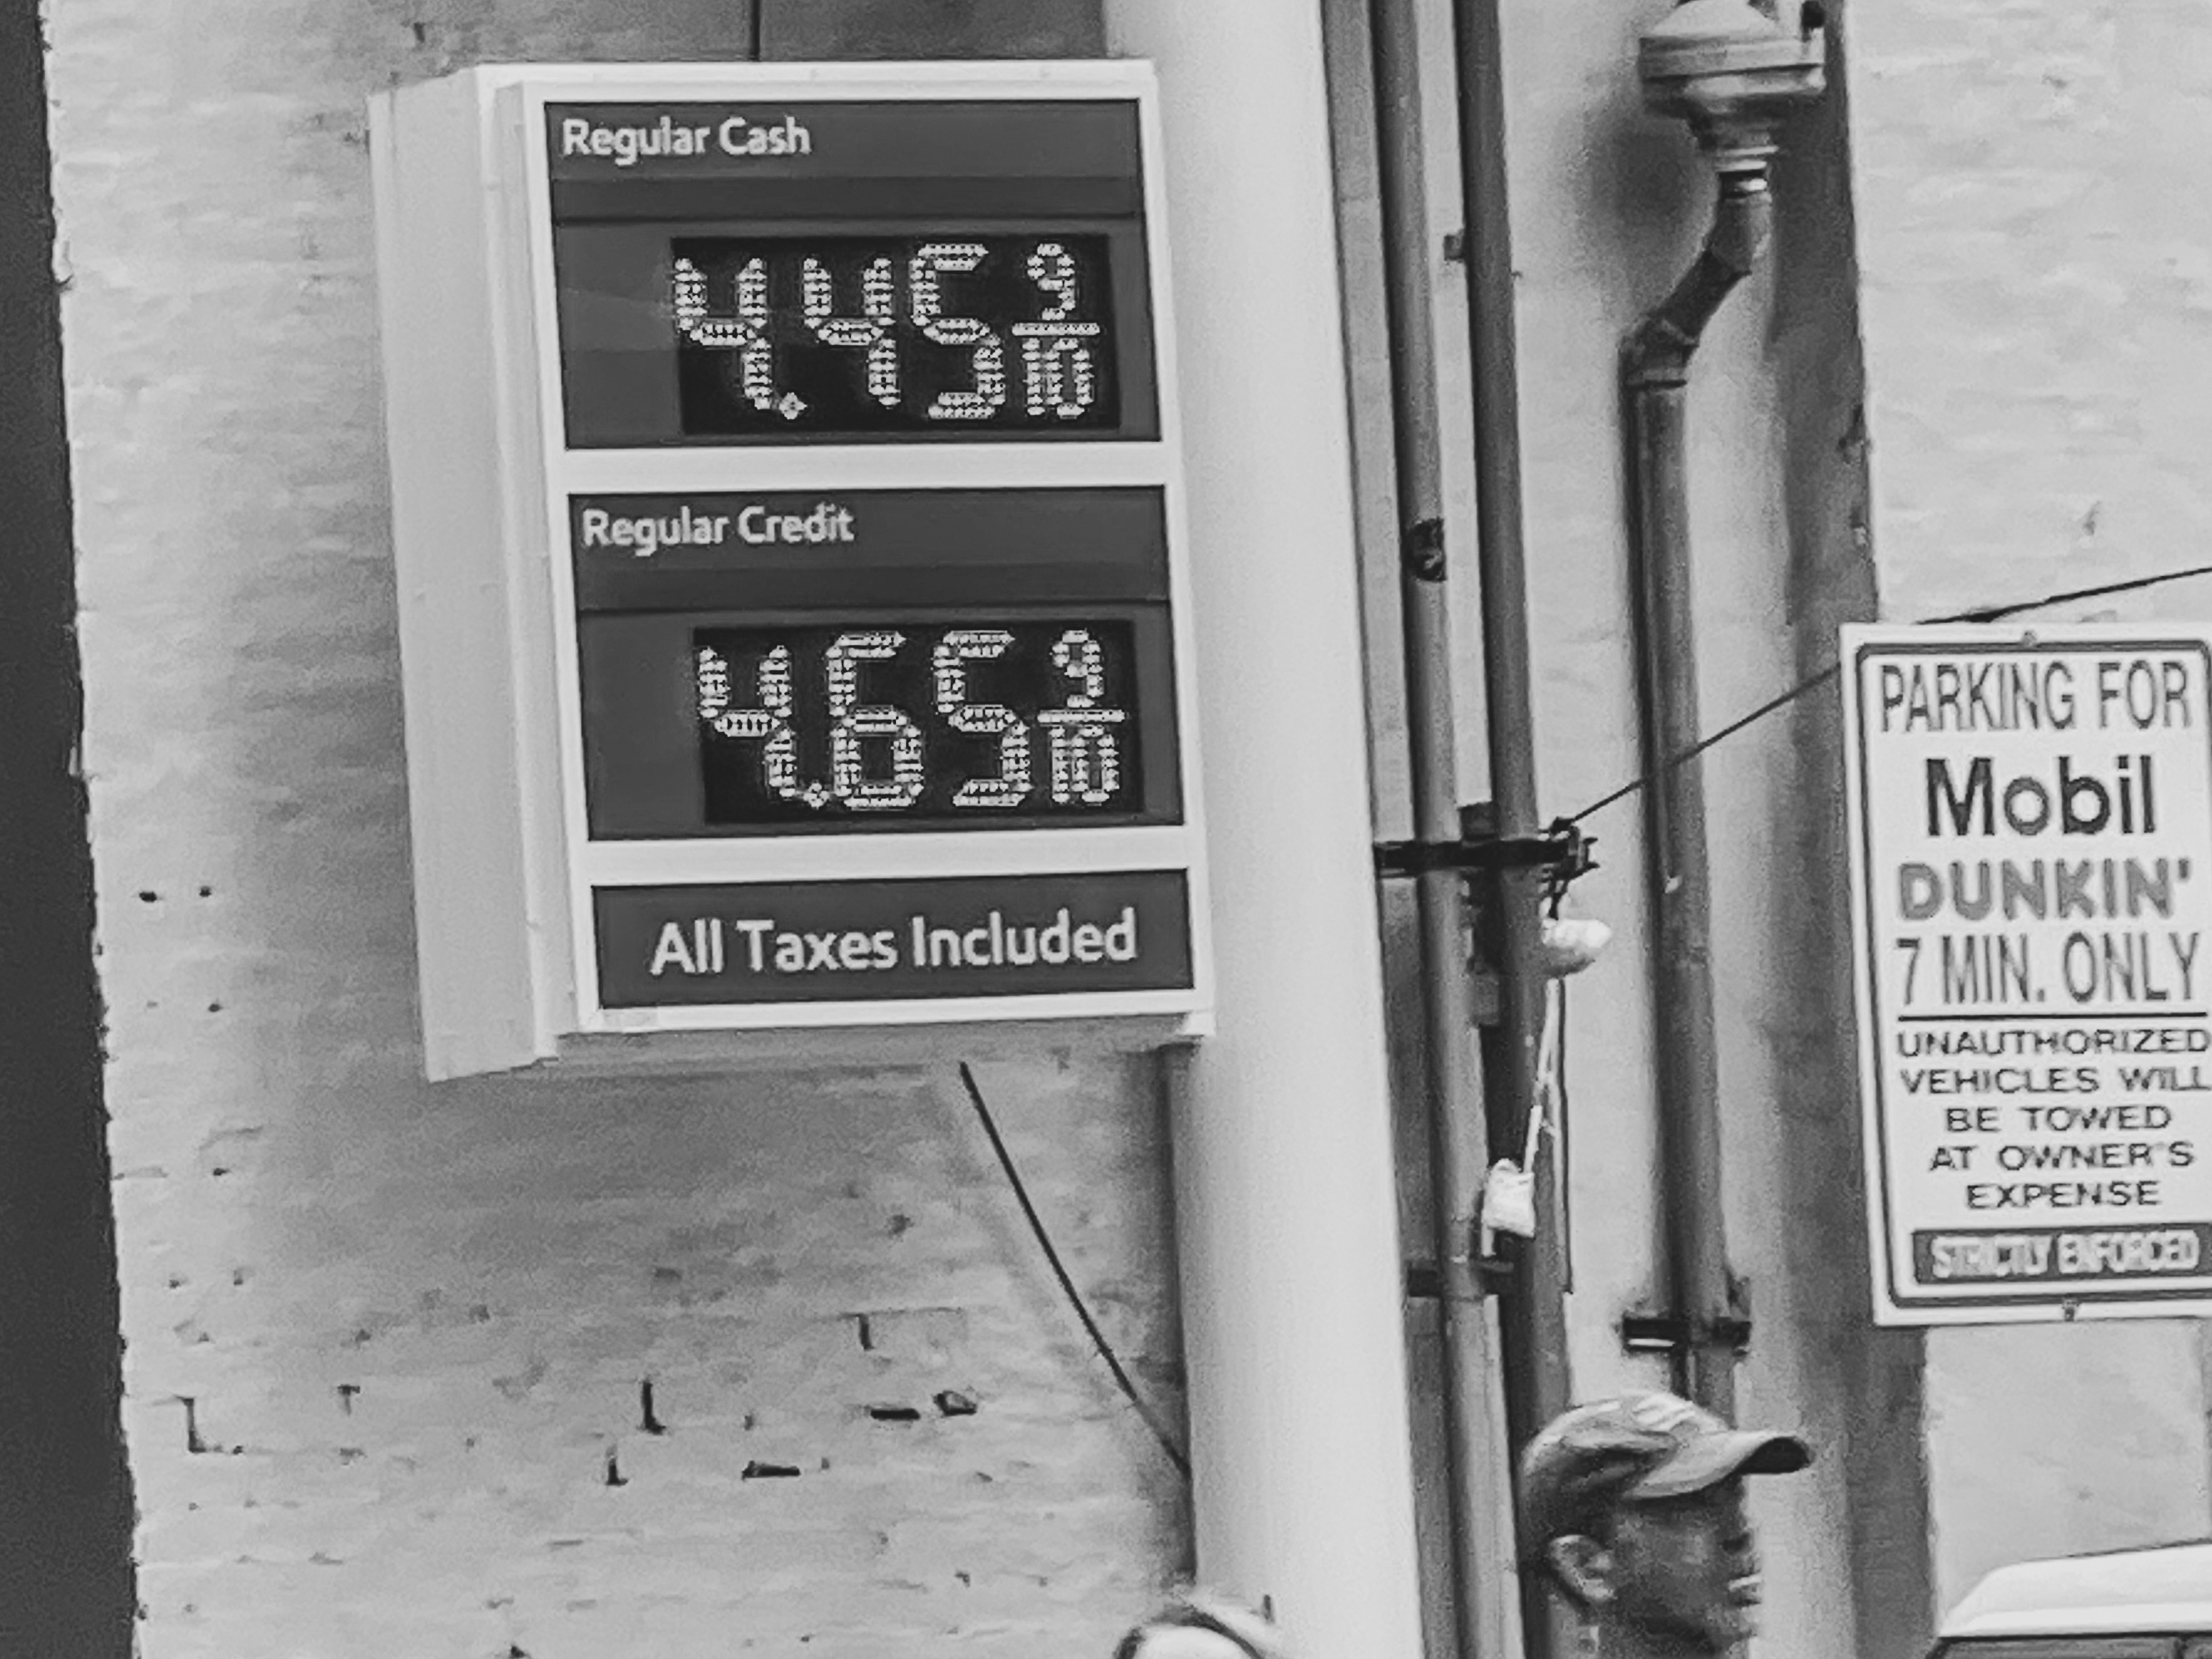 Regular Cash
4.45 9/10
Regular Credit
4.65 9/10
All Taxes Included
PARKING FOR
Mobil
DUNKIN'
7 MIN. ONLY
UNAUTHORIZED
VEHICLES WILL
BE TOWED
AT OWNER'S
EXPENSE
STRICTLY ENFORCED